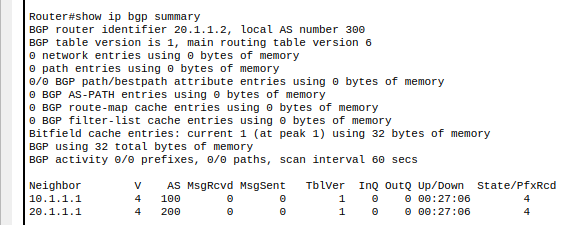 Router#show ip bgp summary
BGP router identifier 20.1.1.2, local AS number 300
BGP table version is 1, main routing table version 6
0 network entries using 0 bytes of memory
0 path entries using 0 bytes of memory
0/0 BGP path/bestpath attribute entries using 0 bytes of memory
0 BGP AS-PATH entries using 0 bytes of memory
0 BGP route-map cache entries using 0 bytes of memory
0 BGP filter-list cache entries using 0 bytes of memory
Bitfield cache entries: current 1 (at peak 1) using 32 bytes of memory
BGP using 32 total bytes of memory
BGP activity 0/0 prefixes, 0/0 paths, scan interval 60 secs

Neighbor        V    AS MsgRcvd MsgSent   TblVer  InQ OutQ Up/Down  State/PfxRcd
10.1.1.1        4   100       0       0        1    0    0 00:27:06        4
20.1.1.1        4   200       0       0        1    0    0 00:27:06        4